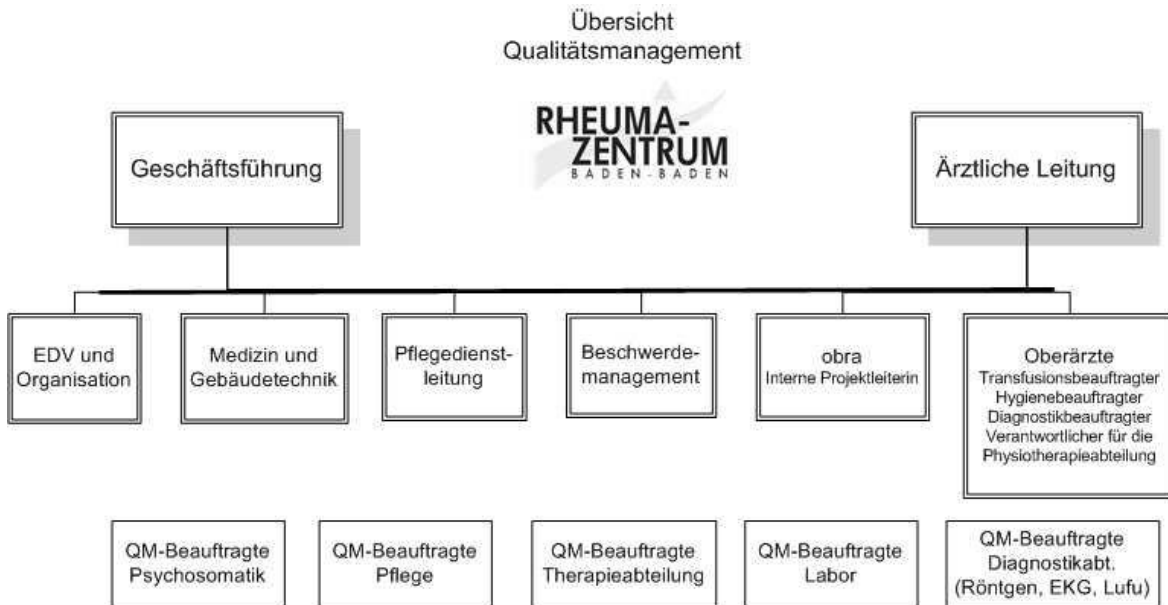 Übersicht
Qualitätsmanagement
RHEUMA-
ZENTRUM
BADEN-BADEN
Geschäftsführung
Ärztliche Leitung
EDV und
Organisation
Medizin und
Gebäudetechnik
Pflegedienst-
leitung
Beschwerde-
management
obra
Interne Projektleiterin
Oberärzte
Transfusionsbeauftragter
Hygienebeauftragter
Diagnostikbeauftragter
Verantwortlicher für die
Physiotherapieabteilung
QM-Beauftragte
Psychosomatik
QM-Beauftragte
Pflege
QM-Beauftragte
Therapieabteilung
QM-Beauftragte
Labor
QM-Beauftragte
Diagnostikabt.
(Röntgen, EKG, Lufu)